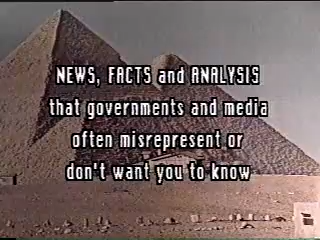 NEWS, FACTS and ANALYSIS
that governments and media
often misrepresent or
don't want you to know